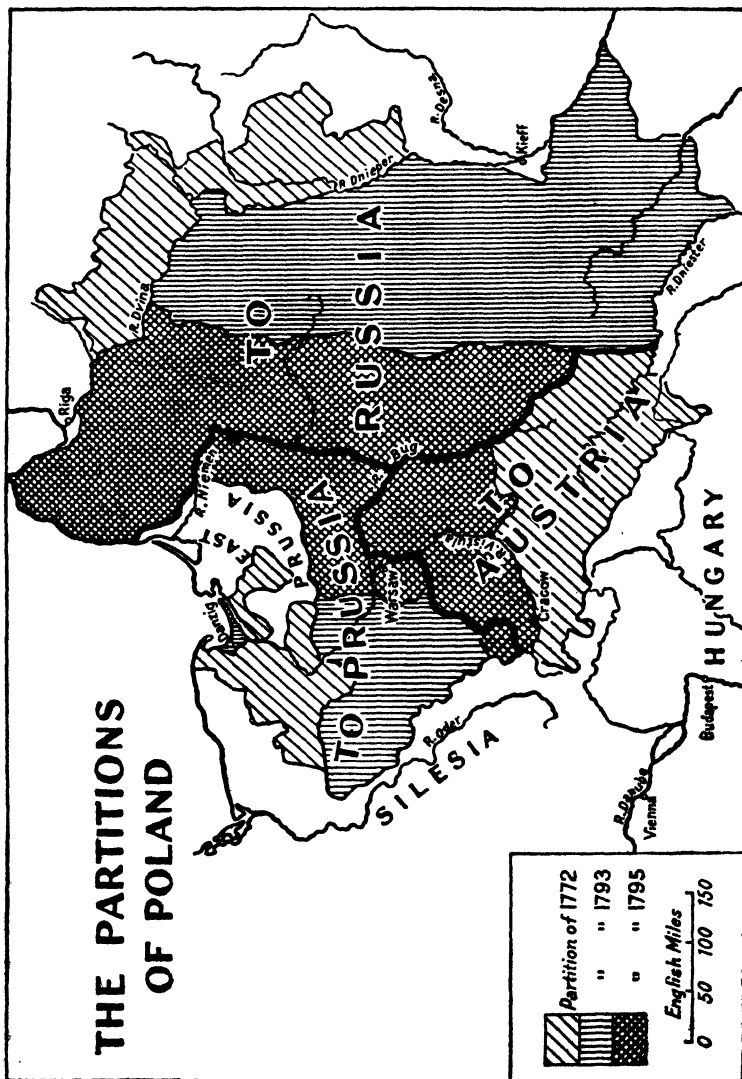 THE PARTITIONS
OF POLAND
Riga
R. Dvina
R. Niemen
EAST
PRUSSIA
Danzig
R. Dnieper
R. Desna
Kieff
TO
RUSSIA
TO PRUSSIA
Warsaw
R. Bug
R. Oder
SILESIA
R. Vistula
Cracow
TO
AUSTRIA
R. Dniester
R. Danube
Vienna
Budapest
HUNGARY
Partition of 1772
" " 1793
" " 1795
English Miles
0 50 100 150